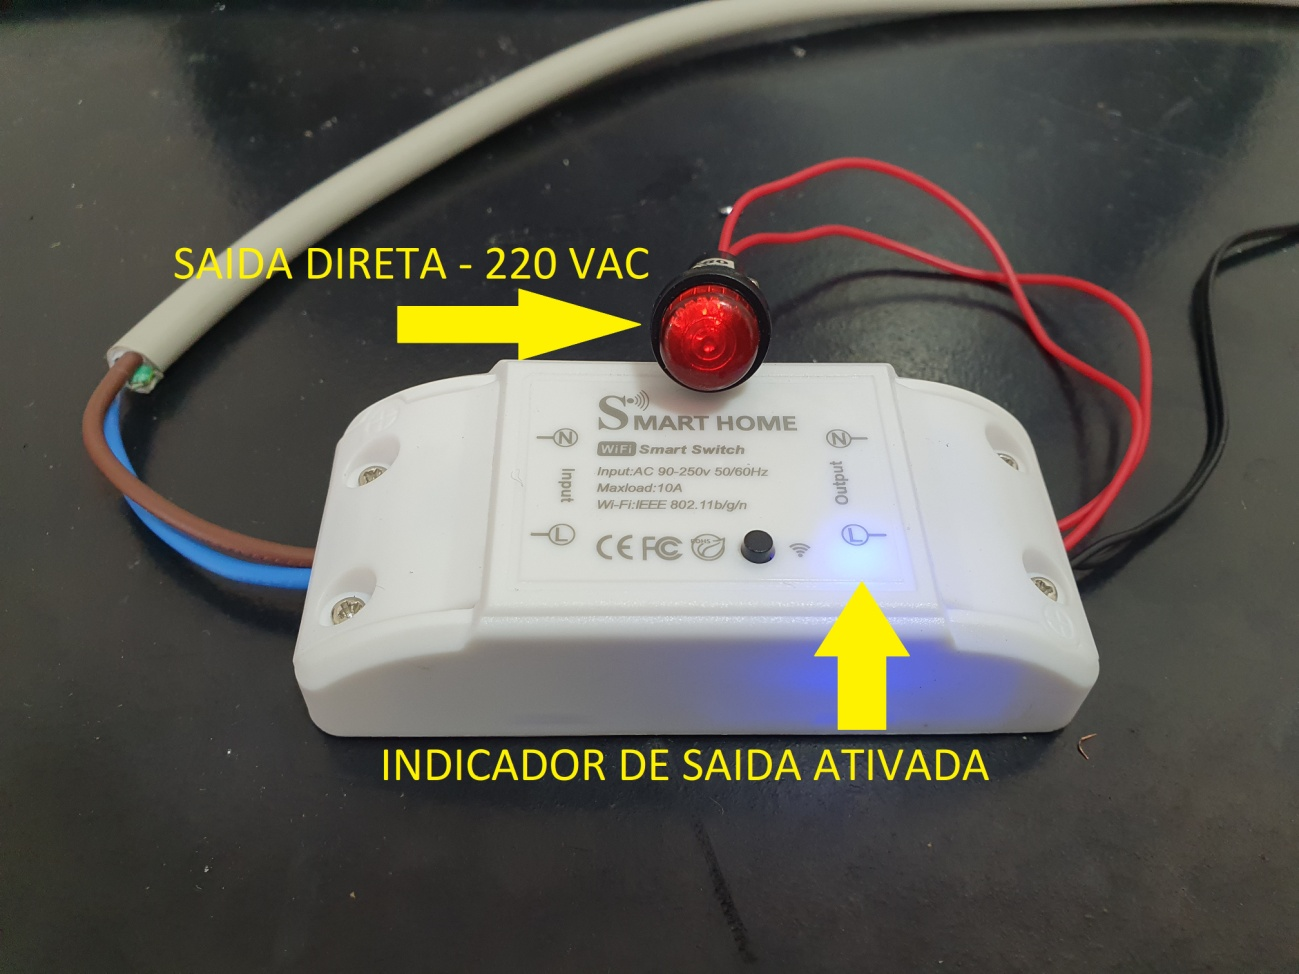 SAIDA DIRETA - 220 VAC
SMART HOME
WiFi Smart Switch
Input:AC 90-250v 50/60Hz
Maxload:10A
Wi-Fi:IEEE 802.11b/g/n
N
Input
L
CE FC RoHS
N
Output
L
INDICADOR DE SAIDA ATIVADA